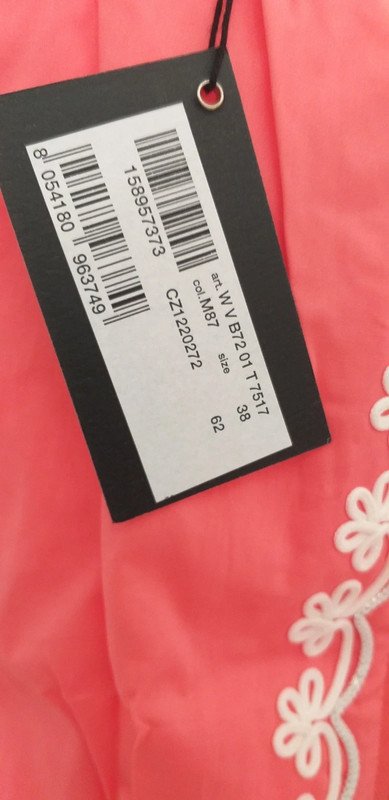 art. W V B72 01 T 7517
col. M87 size 38
CZ1220272 62
158957373
8 054180 963749